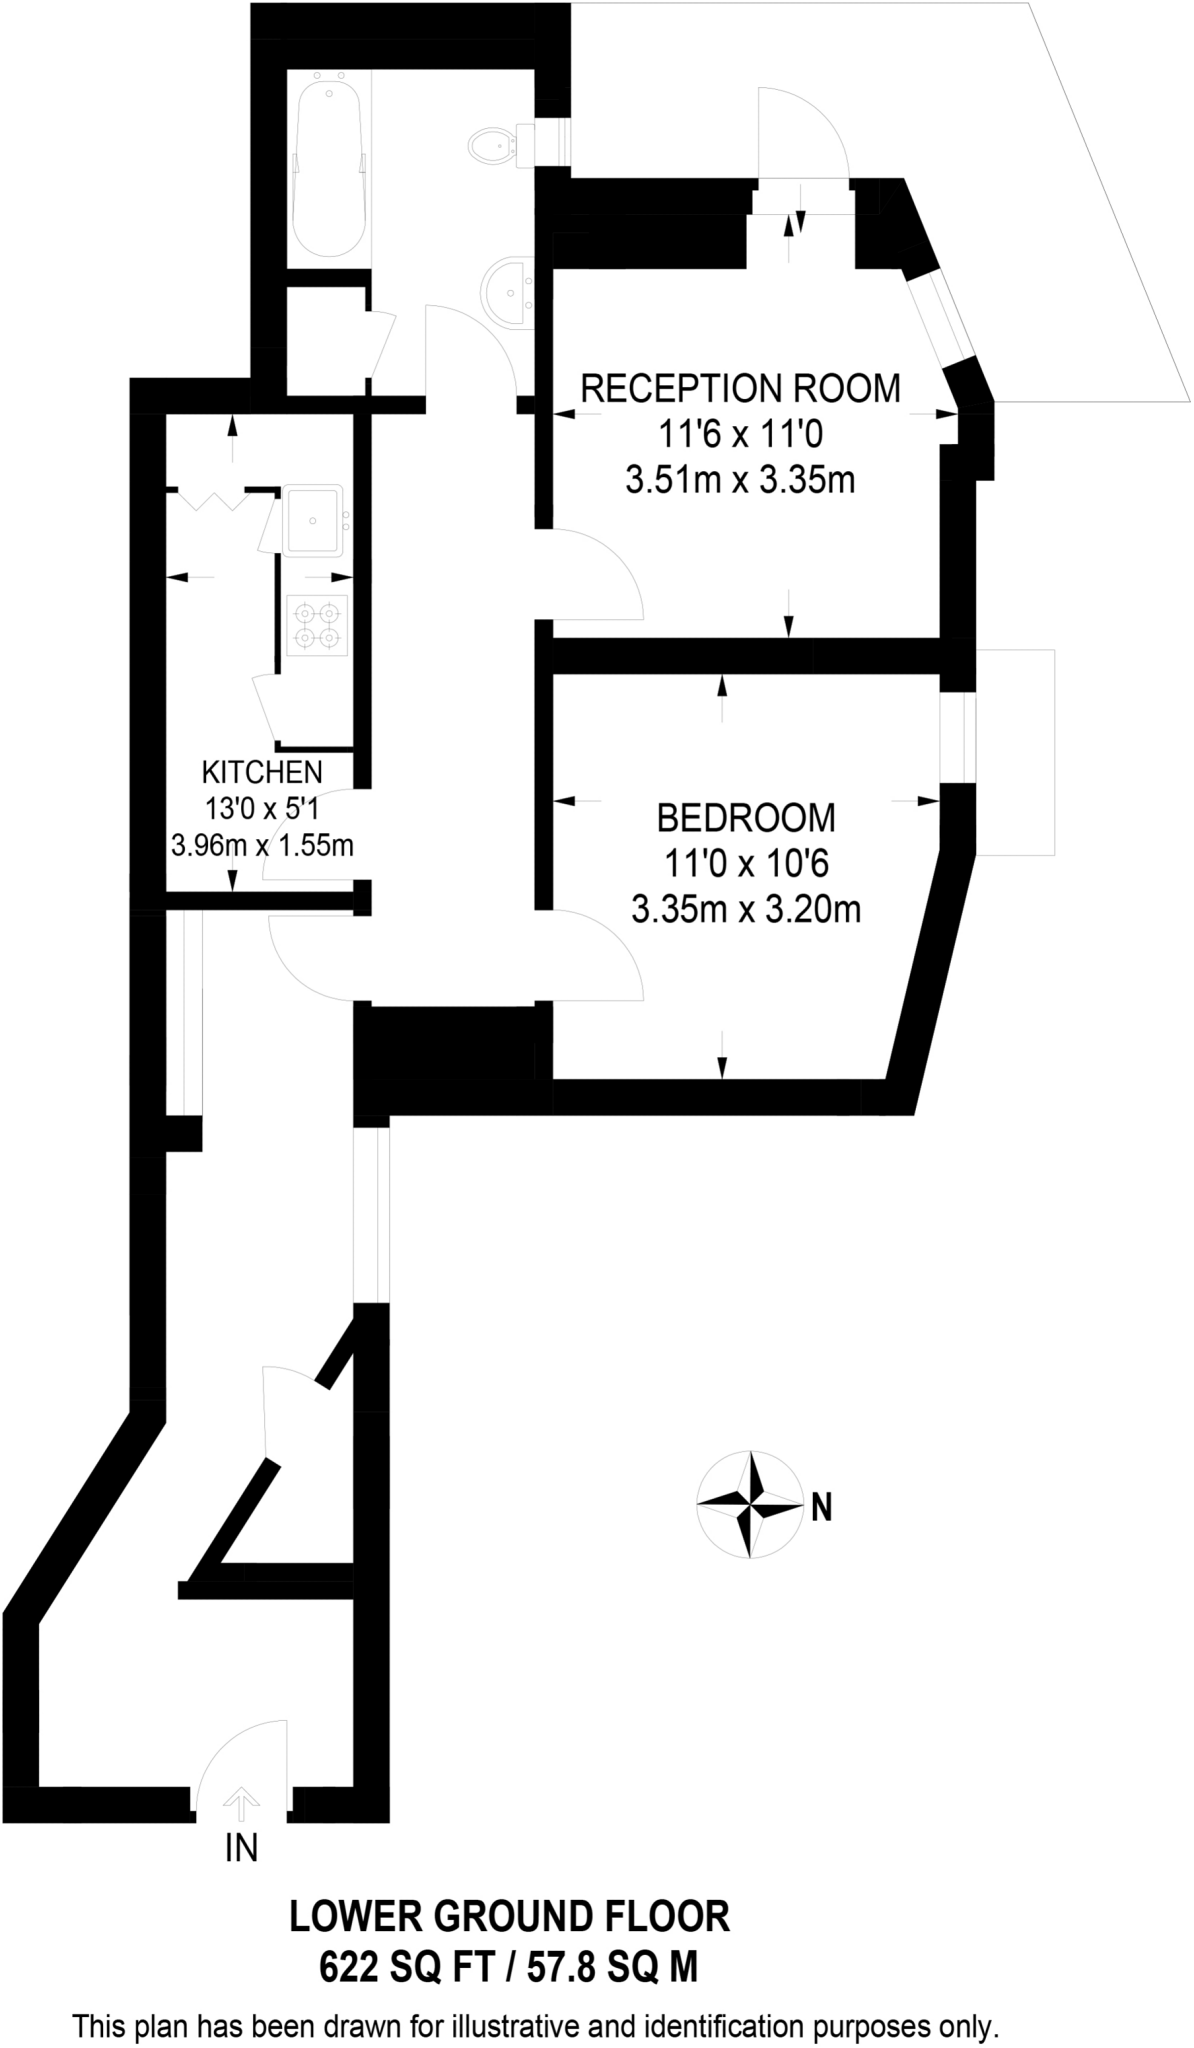 RECEPTION ROOM
11'6 x 11'0
3.51m x 3.35m
KITCHEN
13'0 x 5'1
3.96m x 1.55m
BEDROOM
11'0 x 10'6
3.35m x 3.20m
N
IN
LOWER GROUND FLOOR
622 SQ FT / 57.8 SQ M
This plan has been drawn for illustrative and identification purposes only.